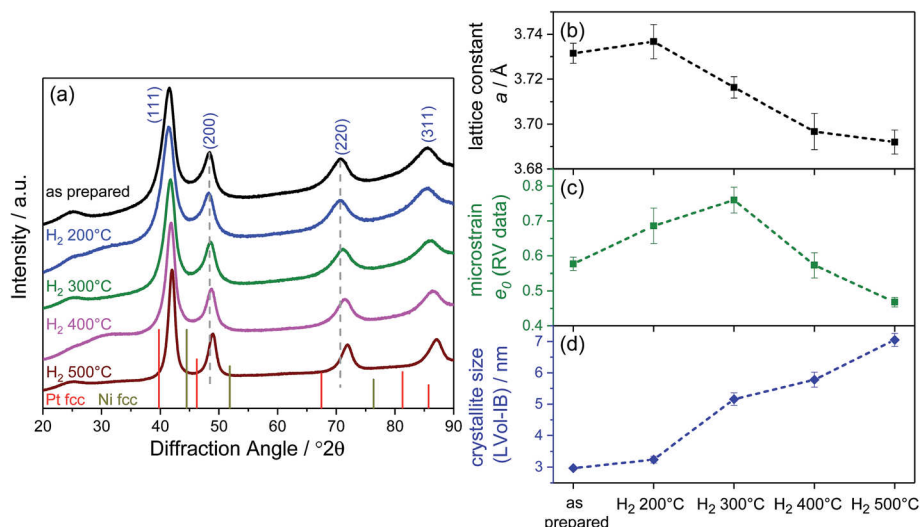 (a)
(111)
(200)
(220)
(311)
as prepared
H₂ 200°C
H₂ 300°C
H₂ 400°C
H₂ 500°C
Pt fcc
Ni fcc
20
30
40
50
60
70
80
90
Diffraction Angle / °2θ
Intensity / a.u.
(b)
3.74
3.72
3.70
3.68
lattice constant
a / Å
(c)
0.8
0.7
0.6
0.5
0.4
microstrain
e₀ (RV data)
(d)
7
6
5
4
3
crystallite size
(LVol-IB) / nm
as
prepared
H₂ 200°C
H₂ 300°C
H₂ 400°C
H₂ 500°C